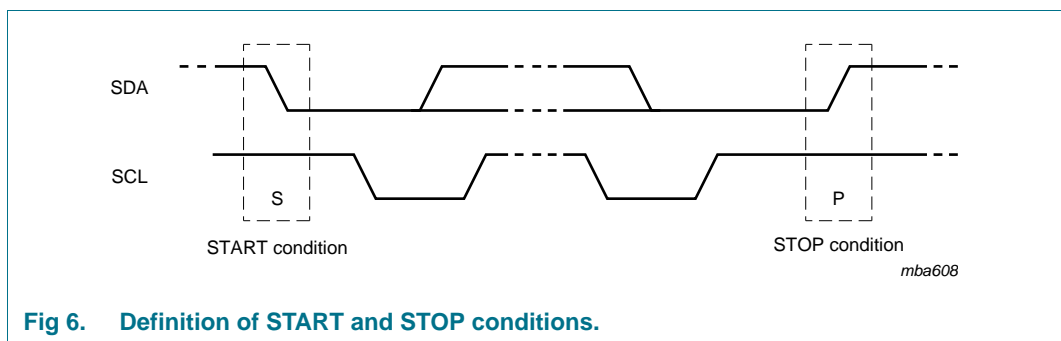 SDA
SCL
S
P
START condition
STOP condition
mba608
Fig 6. Definition of START and STOP conditions.